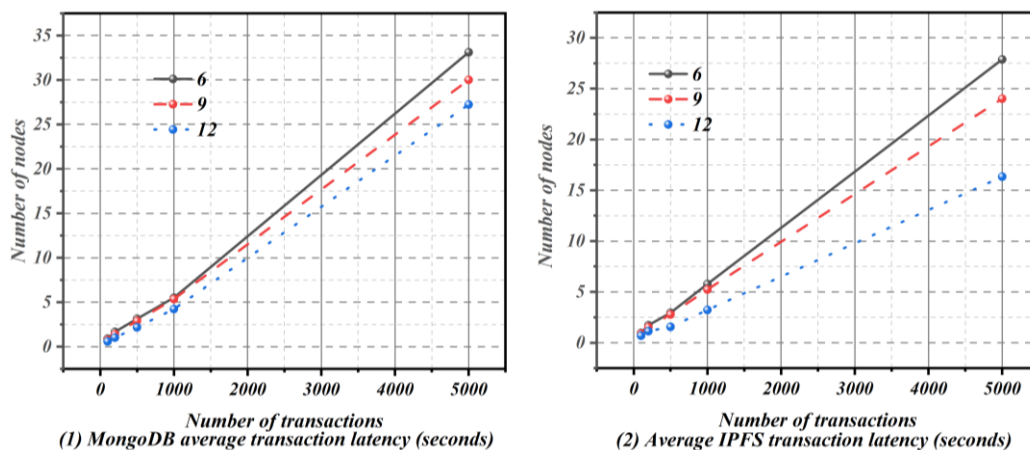 Number of nodes
35
30
25
20
15
10
5
0
6
9
12
0 1000 2000 3000 4000 5000
Number of transactions
(1) MongoDB average transaction latency (seconds)
Number of nodes
30
25
20
15
10
5
0
6
9
12
0 1000 2000 3000 4000 5000
Number of transactions
(2) Average IPFS transaction latency (seconds)